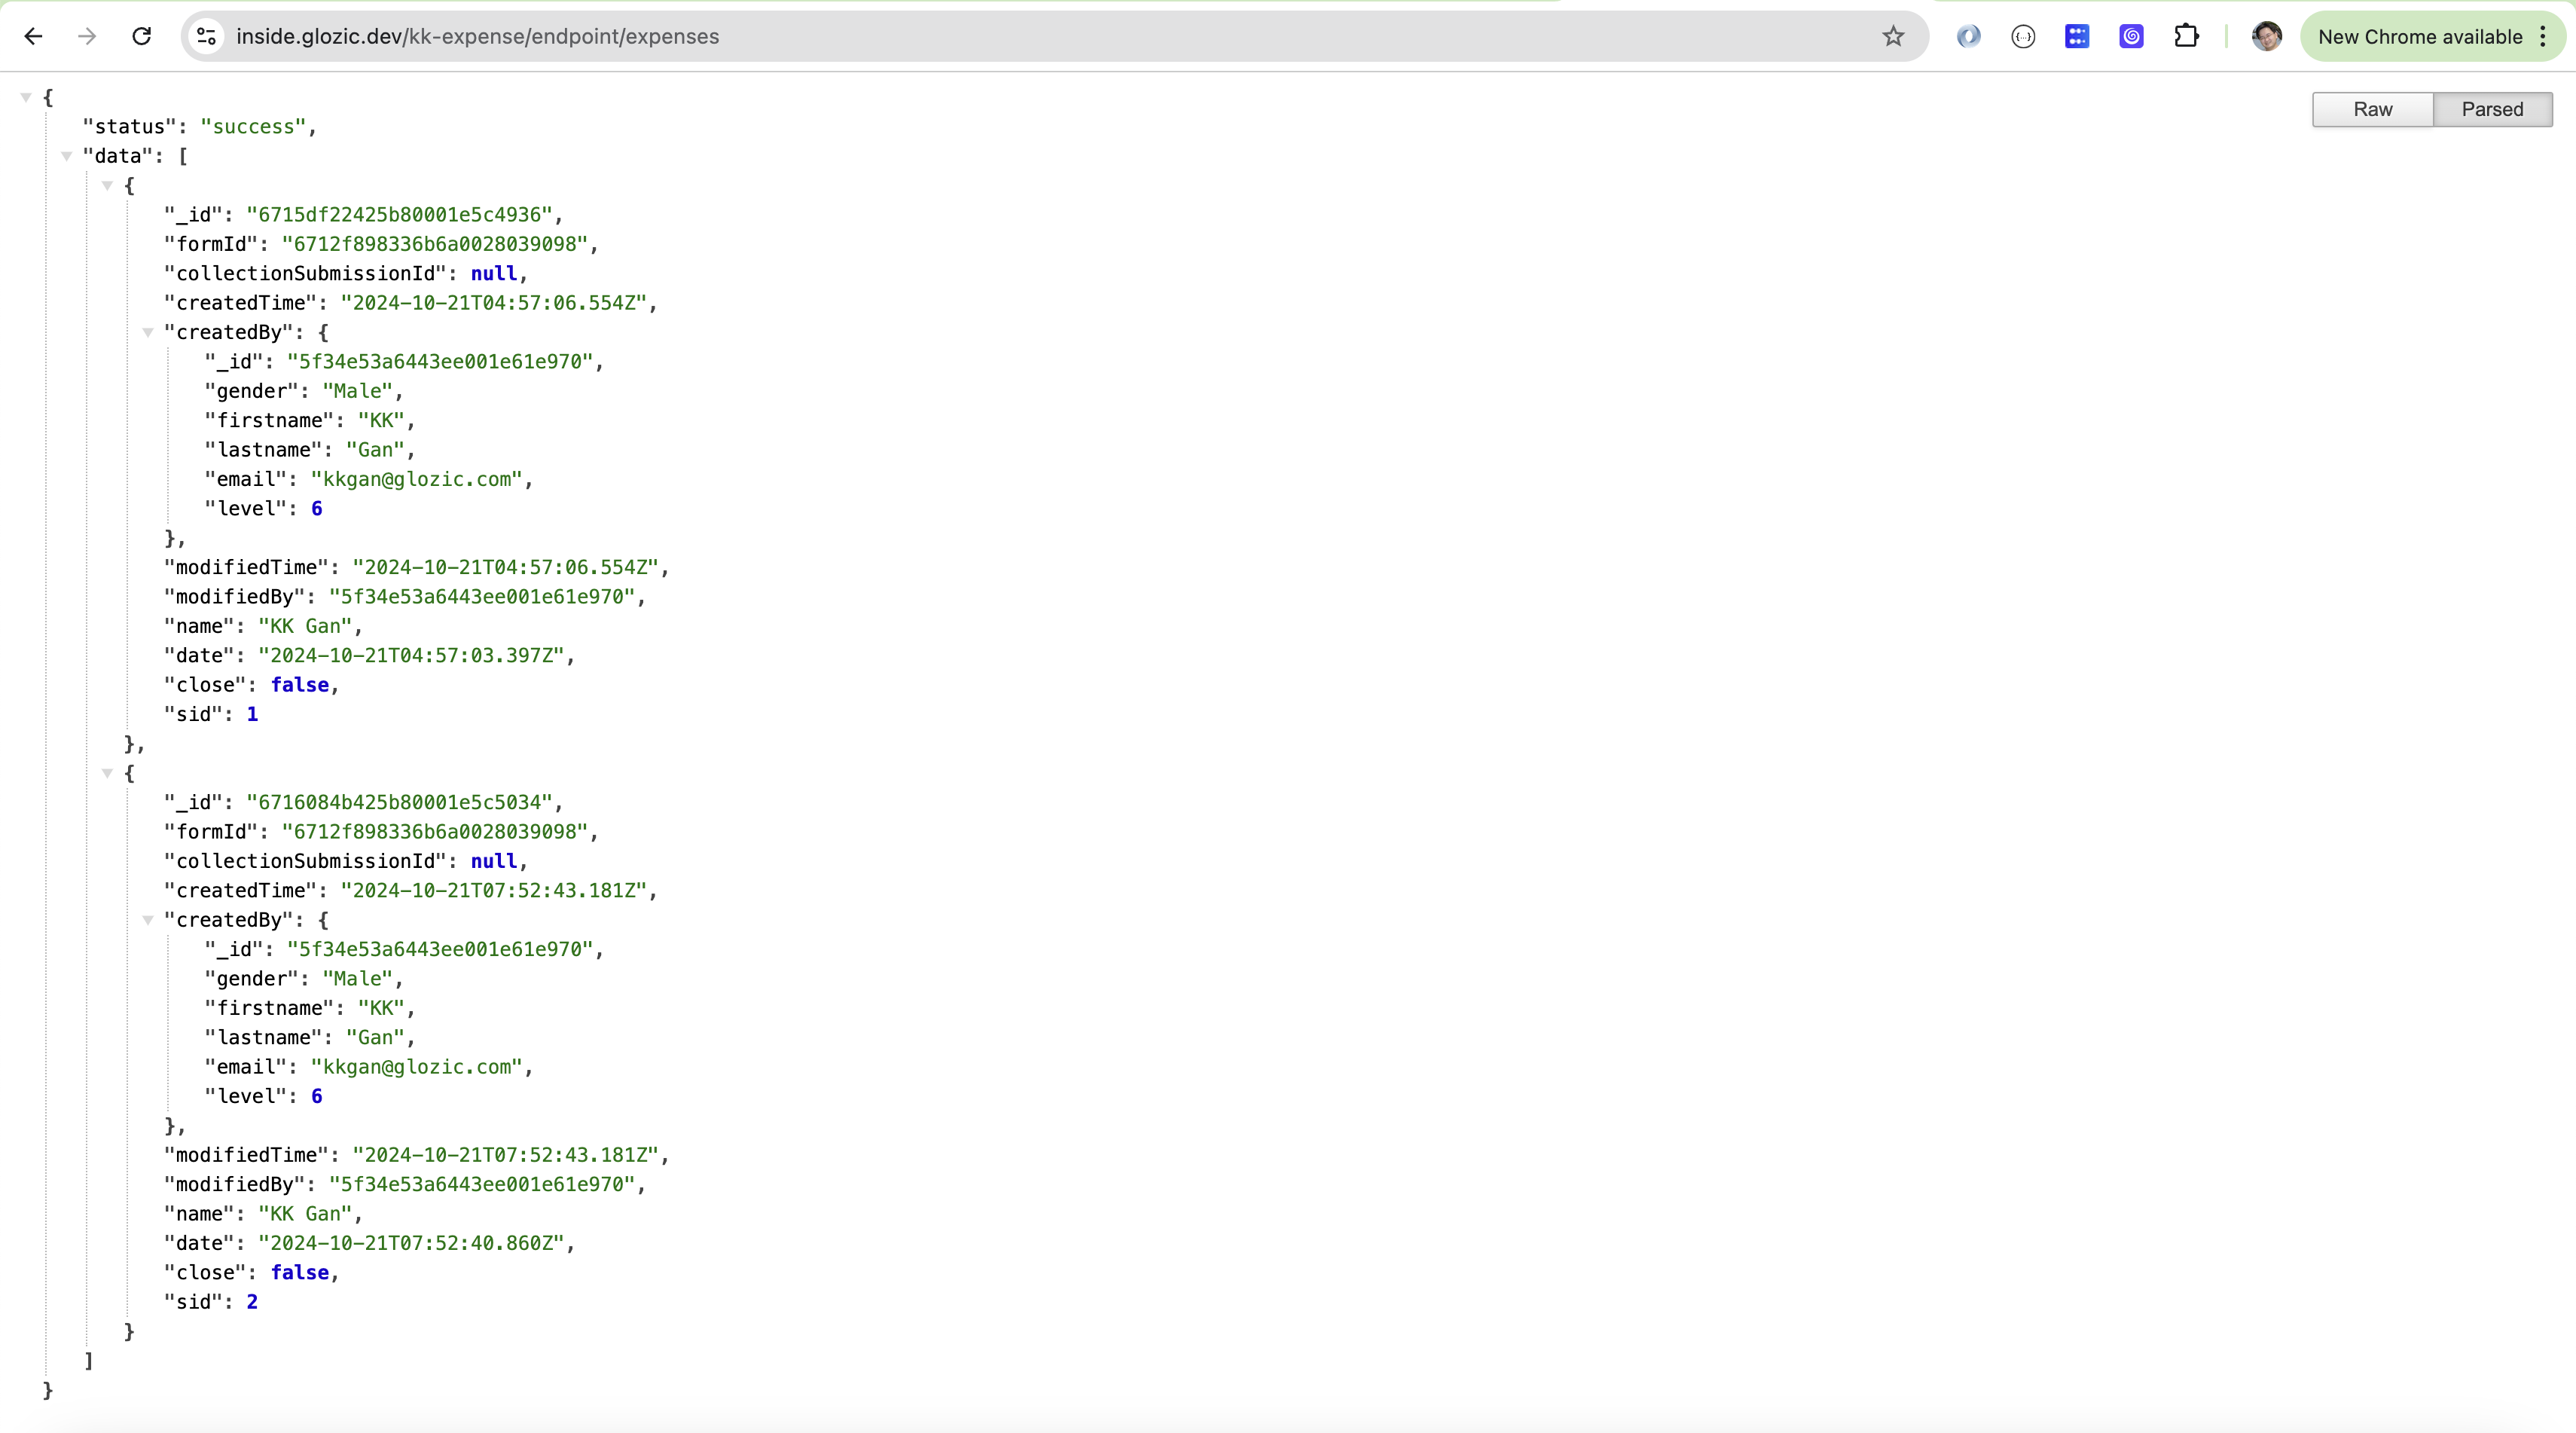 inside.glozic.dev/kk-expense/endpoint/expenses
New Chrome available
Raw
Parsed
{
"status": "success",
"data": [
{
"_id": "6715df22425b80001e5c4936",
"formId": "6712f898336b6a0028039098",
"collectionSubmissionId": null,
"createdTime": "2024-10-21T04:57:06.554Z",
"createdBy": {
"_id": "5f34e53a6443ee001e61e970",
"gender": "Male",
"firstname": "KK",
"lastname": "Gan",
"email": "kkgan@glozic.com",
"level": 6
},
"modifiedTime": "2024-10-21T04:57:06.554Z",
"modifiedBy": "5f34e53a6443ee001e61e970",
"name": "KK Gan",
"date": "2024-10-21T04:57:03.397Z",
"close": false,
"sid": 1
},
{
"_id": "6716084b425b80001e5c5034",
"formId": "6712f898336b6a0028039098",
"collectionSubmissionId": null,
"createdTime": "2024-10-21T07:52:43.181Z",
"createdBy": {
"_id": "5f34e53a6443ee001e61e970",
"gender": "Male",
"firstname": "KK",
"lastname": "Gan",
"email": "kkgan@glozic.com",
"level": 6
},
"modifiedTime": "2024-10-21T07:52:43.181Z",
"modifiedBy": "5f34e53a6443ee001e61e970",
"name": "KK Gan",
"date": "2024-10-21T07:52:40.860Z",
"close": false,
"sid": 2
}
]
}